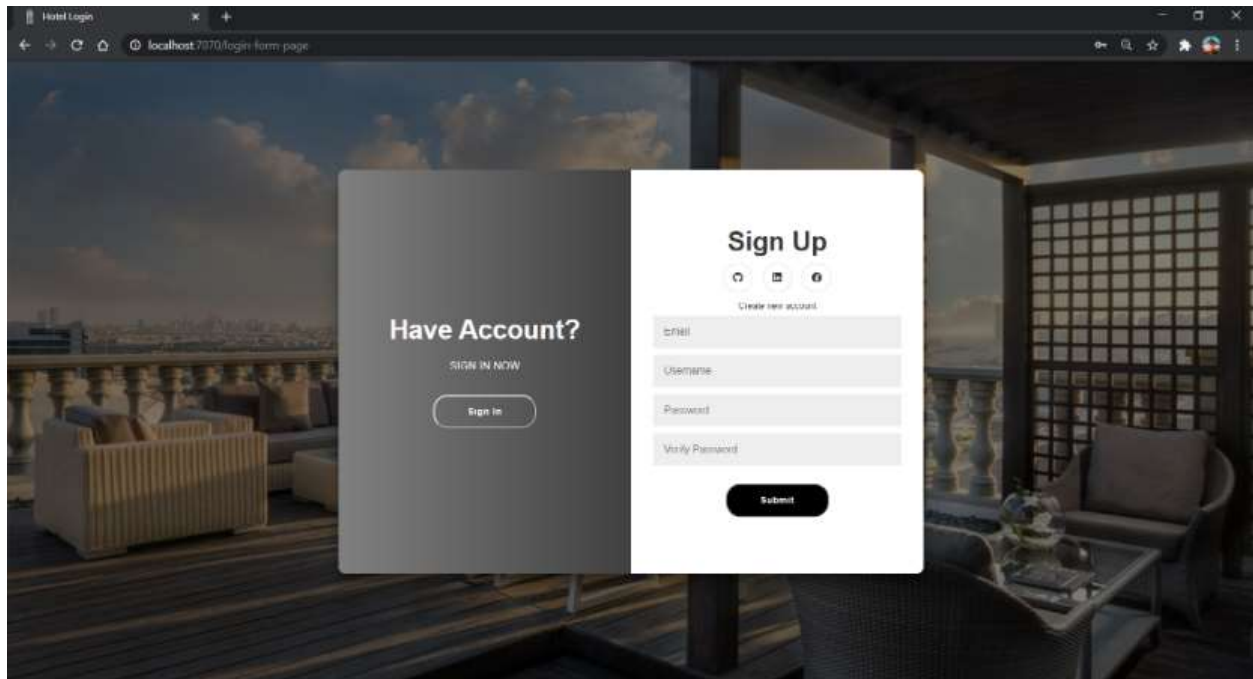 Hotel Login
localhost:7070/login-form-page
Have Account?
SIGN IN NOW
Sign In
Sign Up
Create new account
Email
Username
Password
Verify Password
Submit